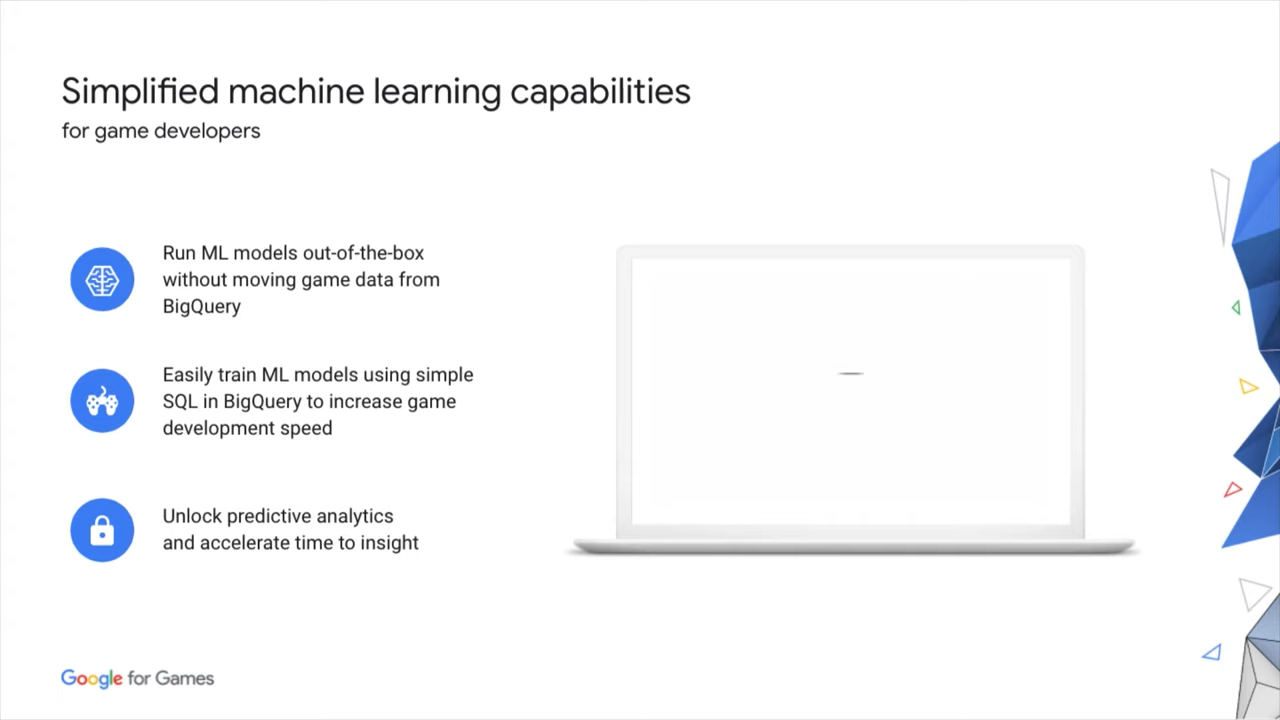 Simplified machine learning capabilities
for game developers
Run ML models out-of-the-box
without moving game data from
BigQuery
Easily train ML models using simple
SQL in BigQuery to increase game
development speed
Unlock predictive analytics
and accelerate time to insight
Google for Games